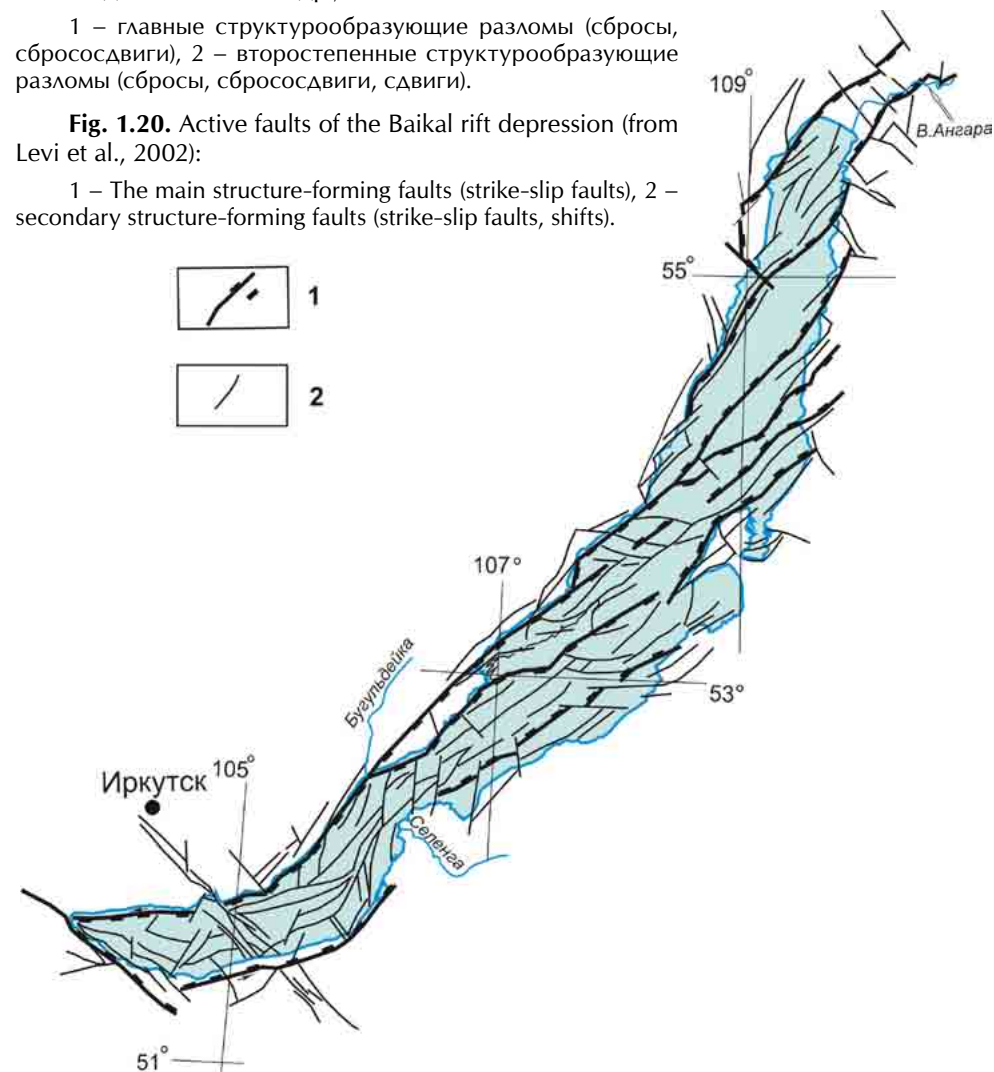 1 – главные структурообразующие разломы (сбросы,
сбрососдвиги), 2 – второстепенные структурообразующие
разломы (сбросы, сбрососдвиги, сдвиги).
Fig. 1.20. Active faults of the Baikal rift depression (from
Levi et al., 2002):
1 – The main structure-forming faults (strike-slip faults), 2 –
secondary structure-forming faults (strike-slip faults, shifts).
1
2
109°
В.Ангара
55°
107°
Бугульдейка
53°
Иркутск
105°
Селенга
51°